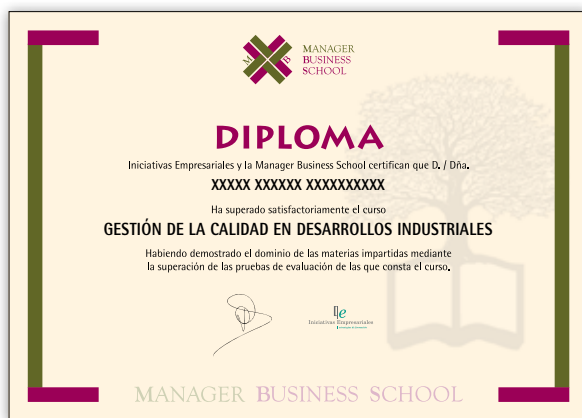 M B
MANAGER
BUSINESS
SCHOOL
DIPLOMA
Iniciativas Empresariales y la Manager Business School certifican que D. / Dña.
XXXXX XXXXXX XXXXXXXXXX
Ha superado satisfactoriamente el curso
GESTIÓN DE LA CALIDAD EN DESARROLLOS INDUSTRIALES
Habiendo demostrado el dominio de las materias impartidas mediante
la superación de las pruebas de evaluación de las que consta el curso.
Ie
Iniciativas Empresariales
MANAGER BUSINESS SCHOOL